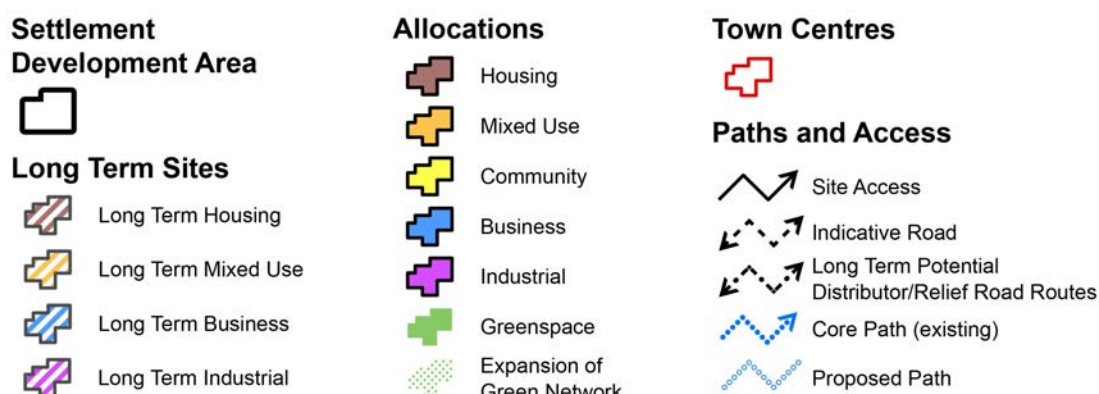 Settlement
Development Area
Long Term Sites
Long Term Housing
Long Term Mixed Use
Long Term Business
Long Term Industrial
Allocations
Housing
Mixed Use
Community
Business
Industrial
Greenspace
Expansion of
Green Network
Town Centres
Paths and Access
Site Access
Indicative Road
Long Term Potential
Distributor/Relief Road Routes
Core Path (existing)
Proposed Path